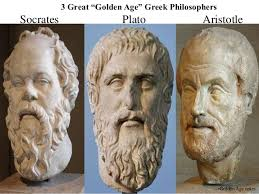 3 Great “Golden Age” Greek Philosophers
Socrates Plato Aristotle